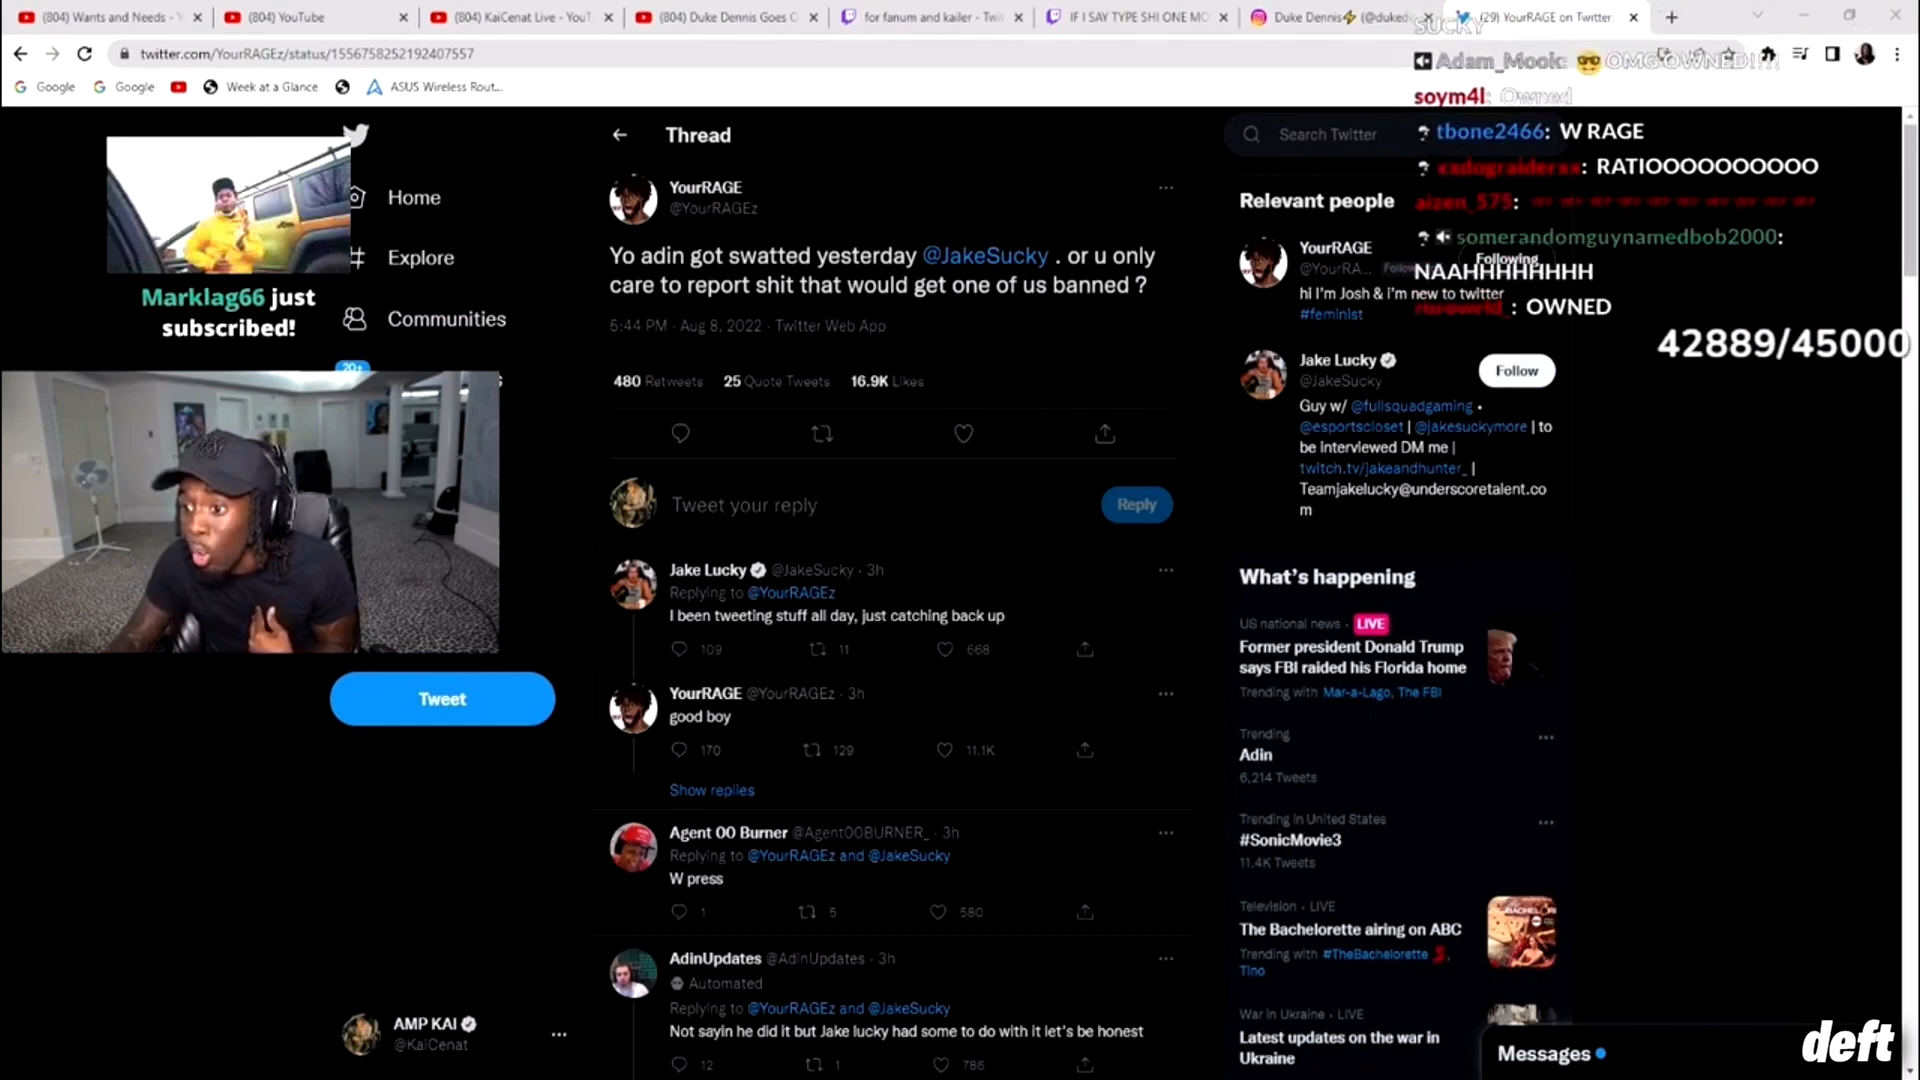 (804) Wants and Needs -
(804) YouTube
(804) KaiCenat Live - YouT
(804) Duke Dennis Goes
for fanum and kailer - Twi
IF I SAY TYPE SHI ONE MO
Duke Dennis⚡ (@duked
(29) YourRAGE on Twitter:
twitter.com/YourRAGEz/status/1556758252192407557
Google
Google
Week at a Glance
ASUS Wireless Rout...
SUCKY
Adam_Mook: 🤓 OMG OWNED!!!
soym4l: Owned
tbone2466: W RAGE
xxdograiderxx: RATIOOOOOOOOOO
aizen_575:
somerandomguynamedbob2000:
NAAHHHHHHHH
: OWNED
42889/45000
Marklag66 just
subscribed!
Home
Explore
Communities
20+
Tweet
AMP KAI
@KaiCenat
Thread
YourRAGE
@YourRAGEz
Yo adin got swatted yesterday @JakeSucky . or u only
care to report shit that would get one of us banned ?
5:44 PM · Aug 8, 2022 · Twitter Web App
480 Retweets 25 Quote Tweets 16.9K Likes
Tweet your reply
Reply
Jake Lucky @JakeSucky · 3h
Replying to @YourRAGEz
I been tweeting stuff all day, just catching back up
109 11 668
YourRAGE @YourRAGEz · 3h
good boy
170 129 11.1K
Show replies
Agent 00 Burner @Agent00BURNER_ · 3h
Replying to @YourRAGEz and @JakeSucky
W press
1 5 580
AdinUpdates @AdinUpdates · 3h
Automated
Replying to @YourRAGEz and @JakeSucky
Not sayin he did it but Jake lucky had some to do with it let's be honest
12 1 786
Search Twitter
Relevant people
YourRAGE
@YourRA...
Following
hi I'm Josh & i'm new to twitter
#feminist
Jake Lucky
@JakeSucky
Follow
Guy w/ @fullsquadgaming •
@esportscloset | @jakesuckymore | to
be interviewed DM me |
twitch.tv/jakeandhunter_ |
Teamjakelucky@underscoretalent.co
m
What's happening
US national news · LIVE
Former president Donald Trump
says FBI raided his Florida home
Trending with Mar-a-Lago, The FBI
Trending
Adin
6,214 Tweets
Trending in United States
#SonicMovie3
11.4K Tweets
Television · LIVE
The Bachelorette airing on ABC
Trending with #TheBachelorette 🌹,
Tino
War in Ukraine · LIVE
Latest updates on the war in
Ukraine
Messages
deft